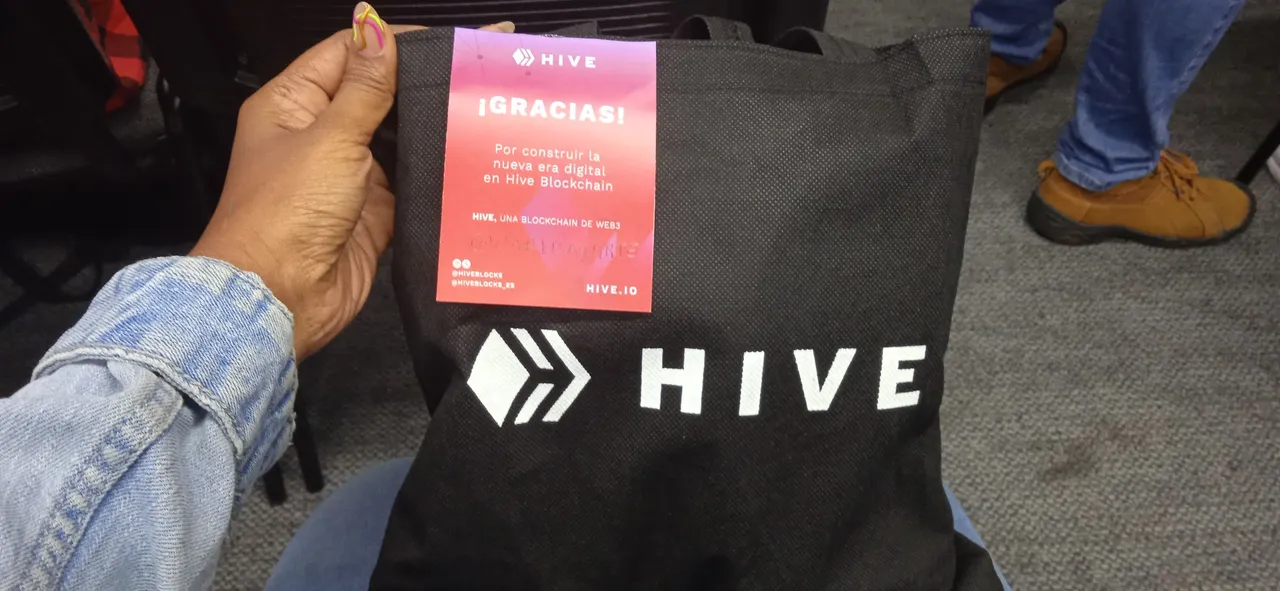 HIVE
¡GRACIAS!
Por construir la
nueva era digital
en Hive Blockchain
HIVE, UNA BLOCKCHAIN DE WEB3
@HIVEBLOCKS
@HIVEBLOCKS_ES
HIVE.IO
HIVE